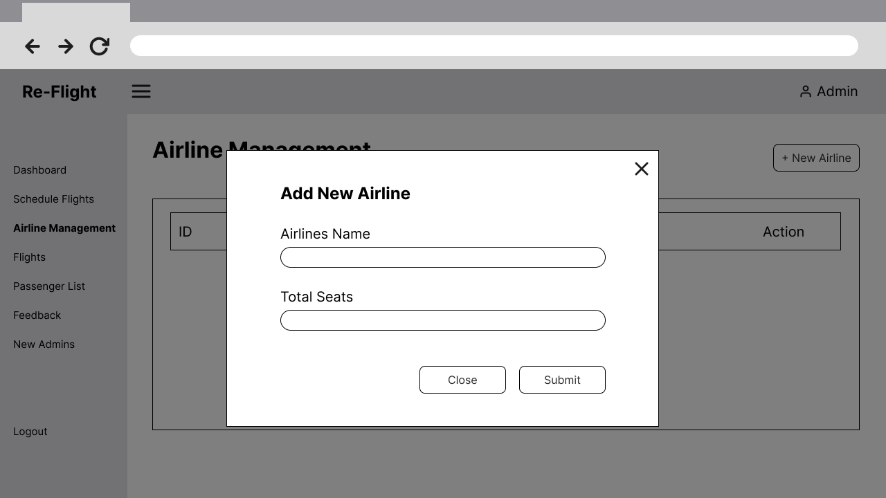 Re-Flight
Admin
Airline Management
+ New Airline
Dashboard
Schedule Flights
Airline Management
Flights
Passenger List
Feedback
New Admins
Logout
ID
Action
Add New Airline
Airlines Name
Total Seats
Close
Submit